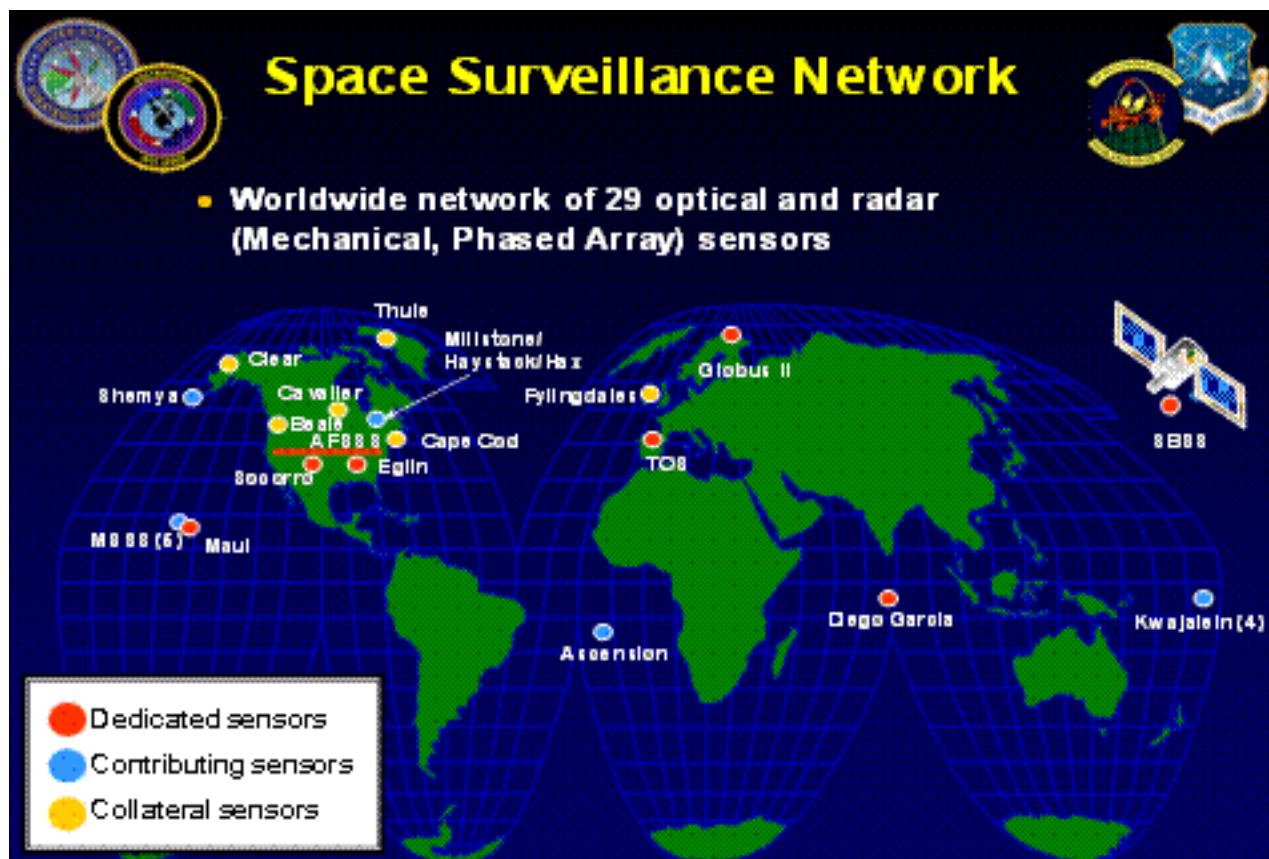 Space Surveillance Network
• Worldwide network of 29 optical and radar
(Mechanical, Phased Array) sensors
Thule
Millstone/
Haystack/Hax
Clear
Shemya
Cavalier
Beale
AFSSS
Cape Cod
Socorro
Eglin
MSSS (6)
Maui
Globus II
Fylingdales
TOS
SBSS
Ascension
Diego Garcia
Kwajalein (4)
Dedicated sensors
Contributing sensors
Collateral sensors